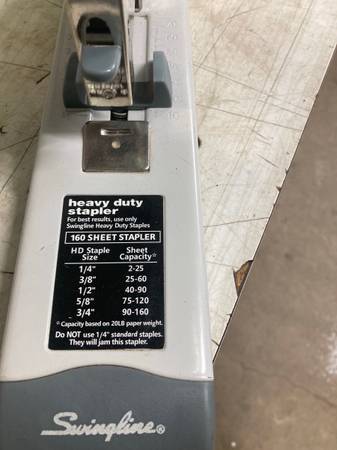 heavy duty
stapler
For best results, use only
Swingline Heavy Duty Staples
160 SHEET STAPLER
HD Staple Sheet
Size Capacity☆
1/4" 2-25
3/8" 25-60
1/2" 40-90
5/8" 75-120
3/4" 90-160
☆Capacity based on 20LB paper weight.
Do NOT use 1/4" standard staples.
They will jam this stapler.
Swingline®